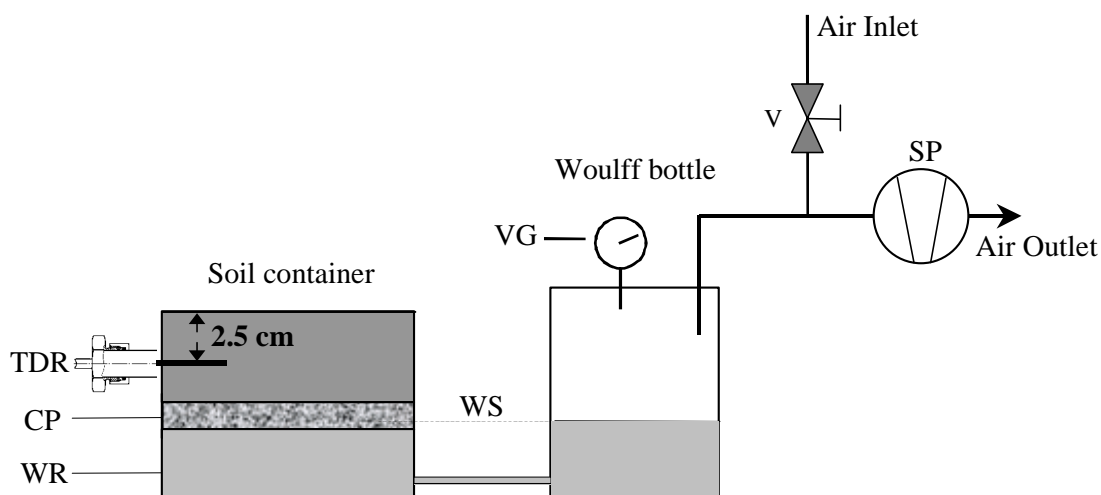 Air Inlet
V
SP
Woulff bottle
VG
Air Outlet
Soil container
2.5 cm
TDR
WS
CP
WR